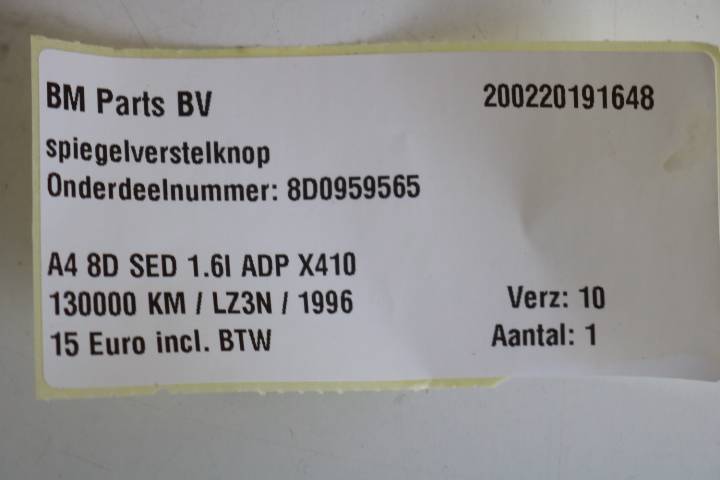 BM Parts BV 200220191648
spiegelverstelknop
Onderdeelnummer: 8D0959565
A4 8D SED 1.6I ADP X410
130000 KM / LZ3N / 1996 Verz: 10
15 Euro incl. BTW Aantal: 1